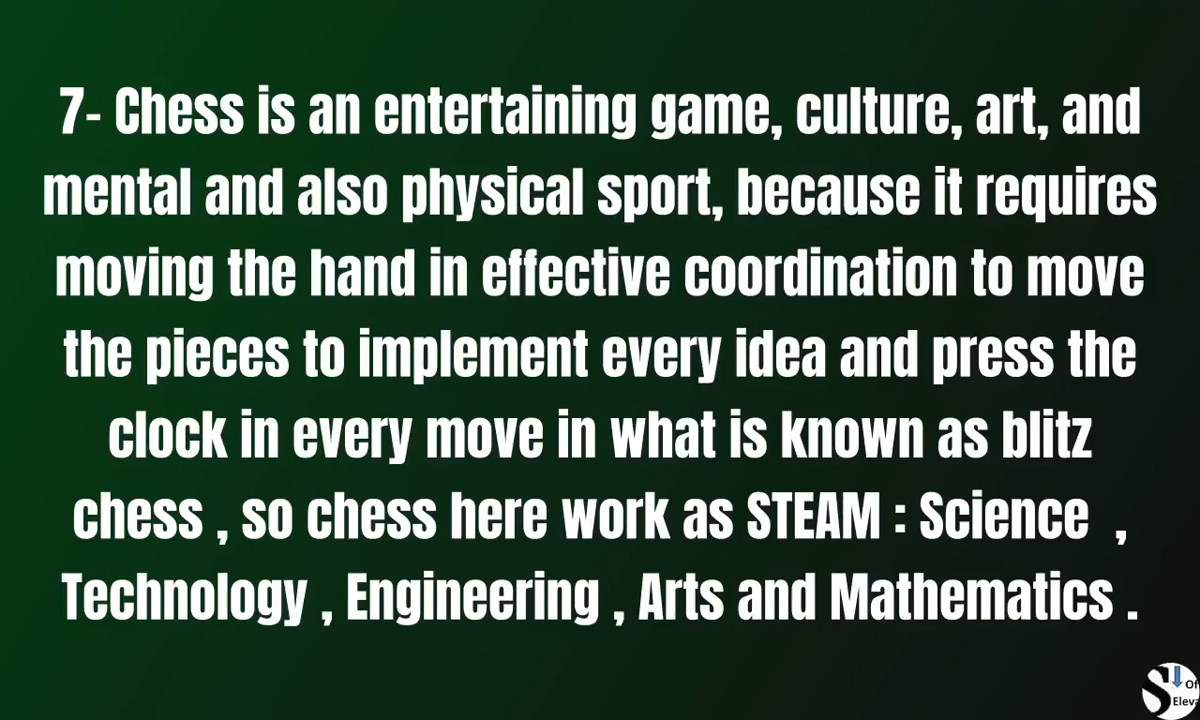 7- Chess is an entertaining game, culture, art, and
mental and also physical sport, because it requires
moving the hand in effective coordination to move
the pieces to implement every idea and press the
clock in every move in what is known as blitz
chess , so chess here work as STEAM : Science  ,
Technology , Engineering , Arts and Mathematics .
S